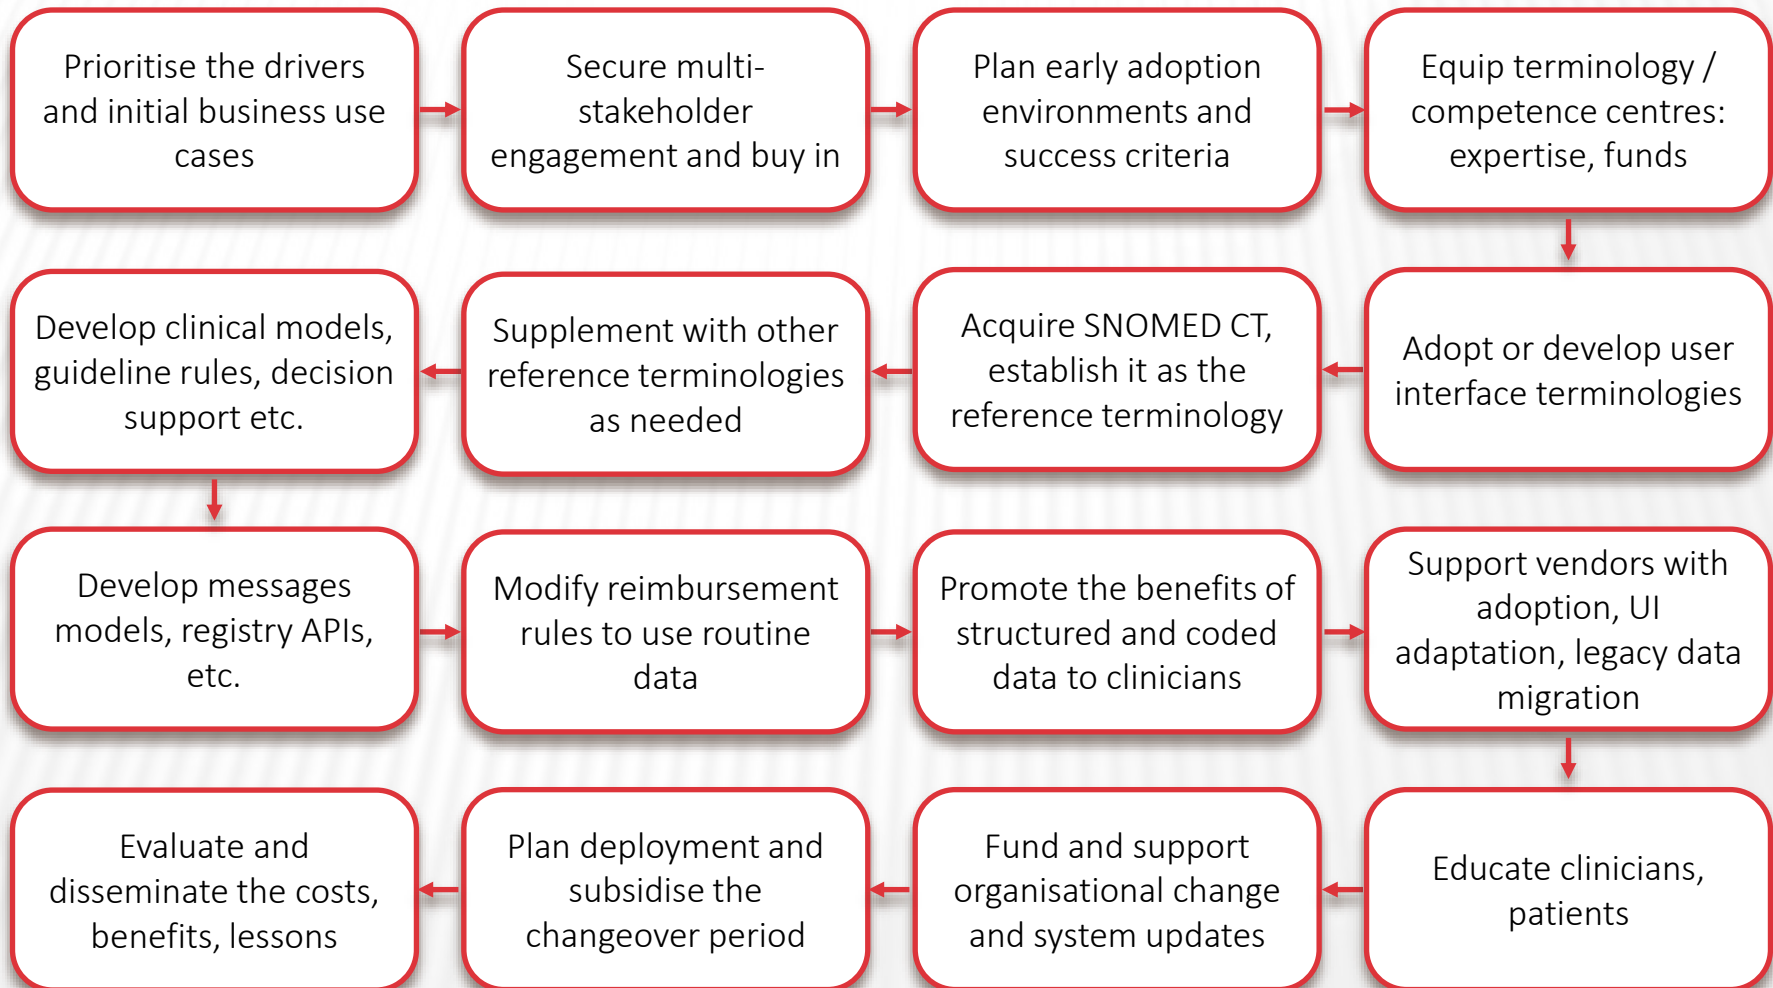 Prioritise the drivers
and initial business use
cases
Secure multi-
stakeholder
engagement and buy in
Plan early adoption
environments and
success criteria
Equip terminology /
competence centres:
expertise, funds
Adopt or develop user
interface terminologies
Acquire SNOMED CT,
establish it as the
reference terminology
Supplement with other
reference terminologies
as needed
Develop clinical models,
guideline rules, decision
support etc.
Develop messages
models, registry APIs,
etc.
Modify reimbursement
rules to use routine
data
Promote the benefits of
structured and coded
data to clinicians
Support vendors with
adoption, UI
adaptation, legacy data
migration
Educate clinicians,
patients
Fund and support
organisational change
and system updates
Plan deployment and
subsidise the
changeover period
Evaluate and
disseminate the costs,
benefits, lessons